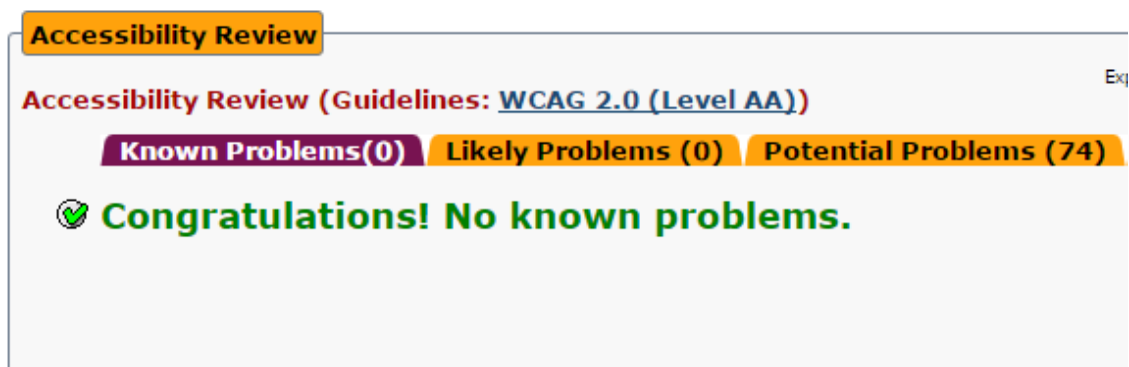 Accessibility Review
Exp
Accessibility Review (Guidelines: WCAG 2.0 (Level AA))
Known Problems(0) Likely Problems (0) Potential Problems (74)
Congratulations! No known problems.